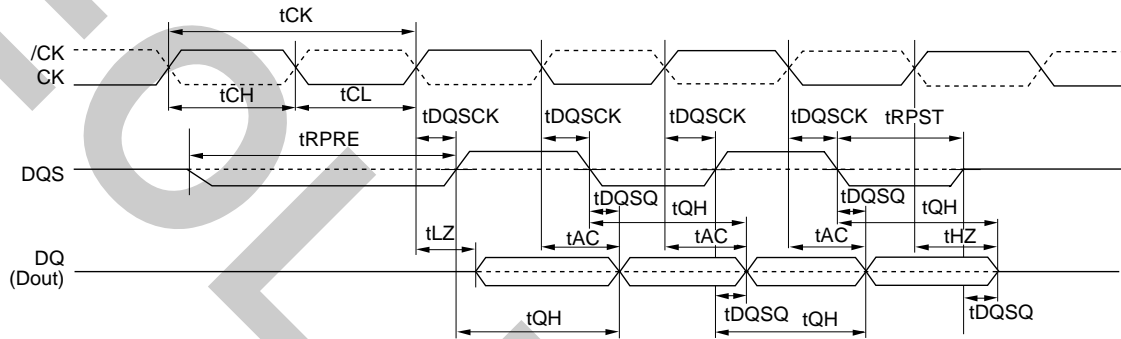 tCK
/CK
CK
tCH tCL
tDQSCK tDQSCK tDQSCK tDQSCK tRPST
tRPRE
DQS
tDQSQ tDQSQ
tQH tQH
tLZ tAC tAC tAC tHZ
DQ
(Dout)
tDQSQ tDQSQ
tQH tQH